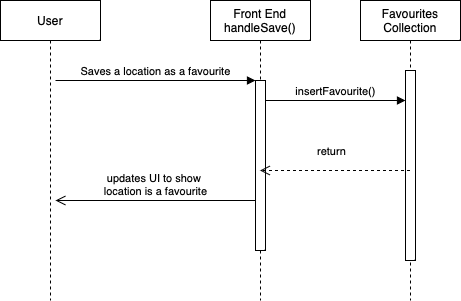 User
Front End
handleSave()
Favourites
Collection
Saves a location as a favourite
insertFavourite()
return
updates UI to show
location is a favourite